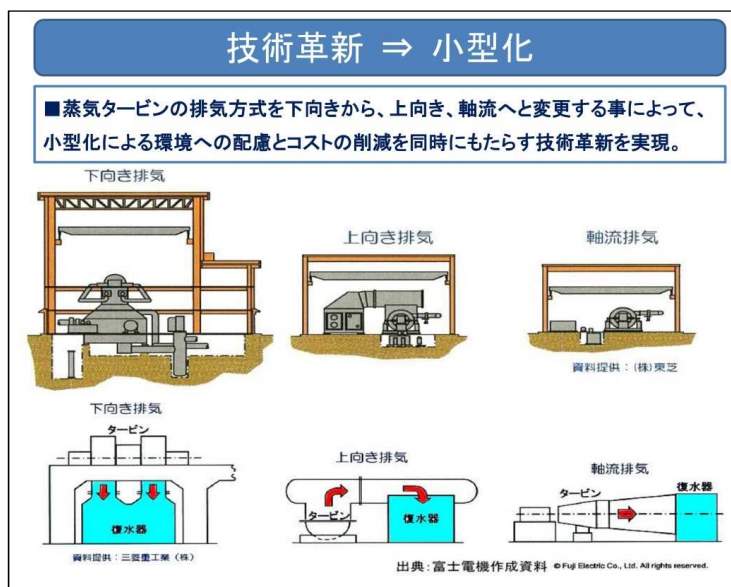 技術革新 ⇒ 小型化
■蒸気タービンの排気方式を下向きから、上向き、軸流へと変更する事によって、
小型化による環境への配慮とコストの削減を同時にもたらす技術革新を実現。
下向き排気
上向き排気
軸流排気
資料提供：(株)東芝
下向き排気
タービン
復水器
資料提供：三菱重工業（株）
上向き排気
タービン
復水器
軸流排気
タービン
復水器
出典：富士電機作成資料 © Fuji Electric Co., Ltd. All rights reserved.